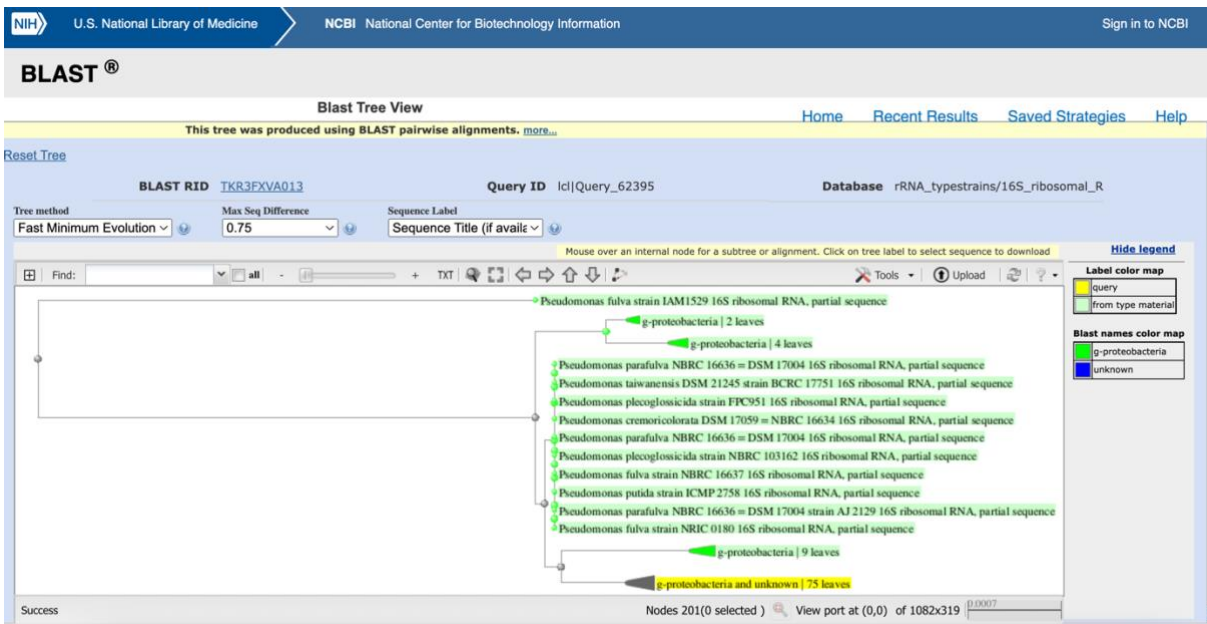 NIH U.S. National Library of Medicine NCBI National Center for Biotechnology Information Sign in to NCBI
BLAST ®
Blast Tree View
Home Recent Results Saved Strategies Help
This tree was produced using BLAST pairwise alignments. more...
Reset Tree
BLAST RID TKR3FXVA013 Query ID lcl|Query_62395 Database rRNA_typestrains/16S_ribosomal_R
Tree method Max Seq Difference Sequence Label
Fast Minimum Evolution 0.75 Sequence Title (if availa
Mouse over an internal node for a subtree or alignment. Click on tree label to select sequence to download Hide legend
Find: all - + TXT Tools Upload ?
Label color map
query
from type material
Blast names color map
g-proteobacteria
unknown
Pseudomonas fulva strain IAM1529 16S ribosomal RNA, partial sequence
g-proteobacteria | 2 leaves
g-proteobacteria | 4 leaves
Pseudomonas parafulva NBRC 16636 = DSM 17004 16S ribosomal RNA, partial sequence
Pseudomonas taiwanensis DSM 21245 strain BCRC 17751 16S ribosomal RNA, partial sequence
Pseudomonas plecoglossicida strain FPC951 16S ribosomal RNA, partial sequence
Pseudomonas cremoricolorata DSM 17059 = NBRC 16634 16S ribosomal RNA, partial sequence
Pseudomonas parafulva NBRC 16636 = DSM 17004 16S ribosomal RNA, partial sequence
Pseudomonas plecoglossicida strain NBRC 103162 16S ribosomal RNA, partial sequence
Pseudomonas fulva strain NBRC 16637 16S ribosomal RNA, partial sequence
Pseudomonas putida strain ICMP 2758 16S ribosomal RNA, partial sequence
Pseudomonas parafulva NBRC 16636 = DSM 17004 strain AJ 2129 16S ribosomal RNA, partial sequence
Pseudomonas fulva strain NRIC 0180 16S ribosomal RNA, partial sequence
g-proteobacteria | 9 leaves
g-proteobacteria and unknown | 75 leaves
Success Nodes 201(0 selected ) View port at (0,0) of 1082x319 0.0007